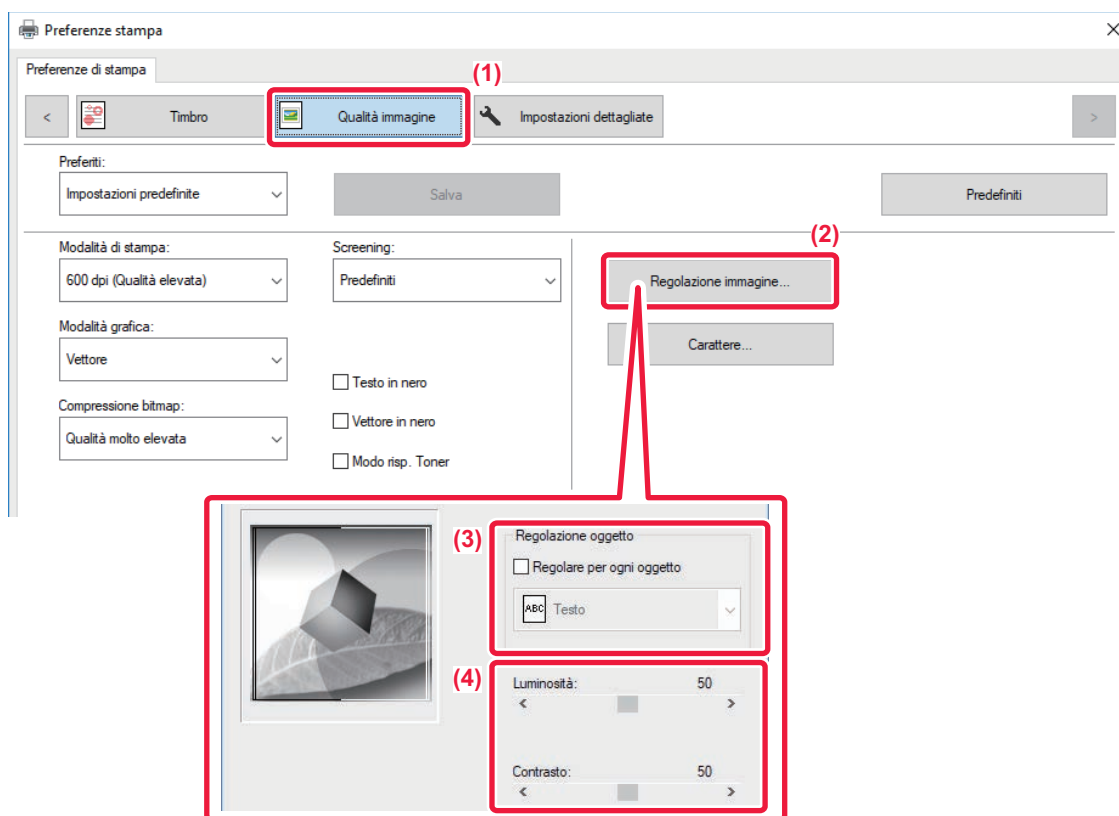 Preferenze stampa
Preferenze di stampa
(1)
<
Timbro
Qualità immagine
Impostazioni dettagliate
>
Preferiti:
Impostazioni predefinite
Salva
Predefiniti
Modalità di stampa:
600 dpi (Qualità elevata)
Screening:
Predefiniti
(2)
Regolazione immagine...
Modalità grafica:
Vettore
Carattere...
Testo in nero
Compressione bitmap:
Qualità molto elevata
Vettore in nero
Modo risp. Toner
(3)
Regolazione oggetto
Regolare per ogni oggetto
ABC Testo
(4)
Luminosità: 50
< >
Contrasto: 50
< >